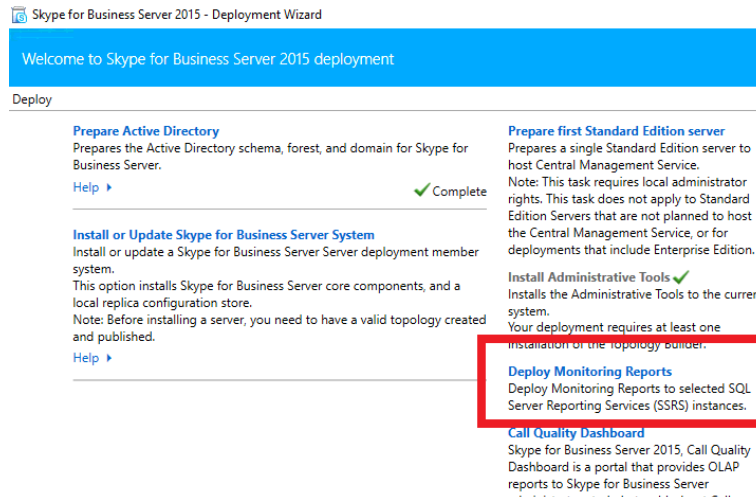 Skype for Business Server 2015 - Deployment Wizard
Welcome to Skype for Business Server 2015 deployment
Deploy
Prepare Active Directory
Prepares the Active Directory schema, forest, and domain for Skype for
Business Server.
Help
Complete
Install or Update Skype for Business Server System
Install or update a Skype for Business Server Server deployment member
system.
This option installs Skype for Business Server core components, and a
local replica configuration store.
Note: Before installing a server, you need to have a valid topology created
and published.
Help
Prepare first Standard Edition server
Prepares a single Standard Edition server to
host Central Management Service.
Note: This task requires local administrator
rights. This task does not apply to Standard
Edition Servers that are not planned to host
the Central Management Service, or for
deployments that include Enterprise Edition.
Install Administrative Tools
Installs the Administrative Tools to the
system.
Your deployment requires at least one
installation of the Topology Builder.
Deploy Monitoring Reports
Deploy Monitoring Reports to selected SQL
Server Reporting Services (SSRS) instances.
Call Quality Dashboard
Skype for Business Server 2015, Call Quality
Dashboard is a portal that provides OLAP
reports to Skype for Business Server